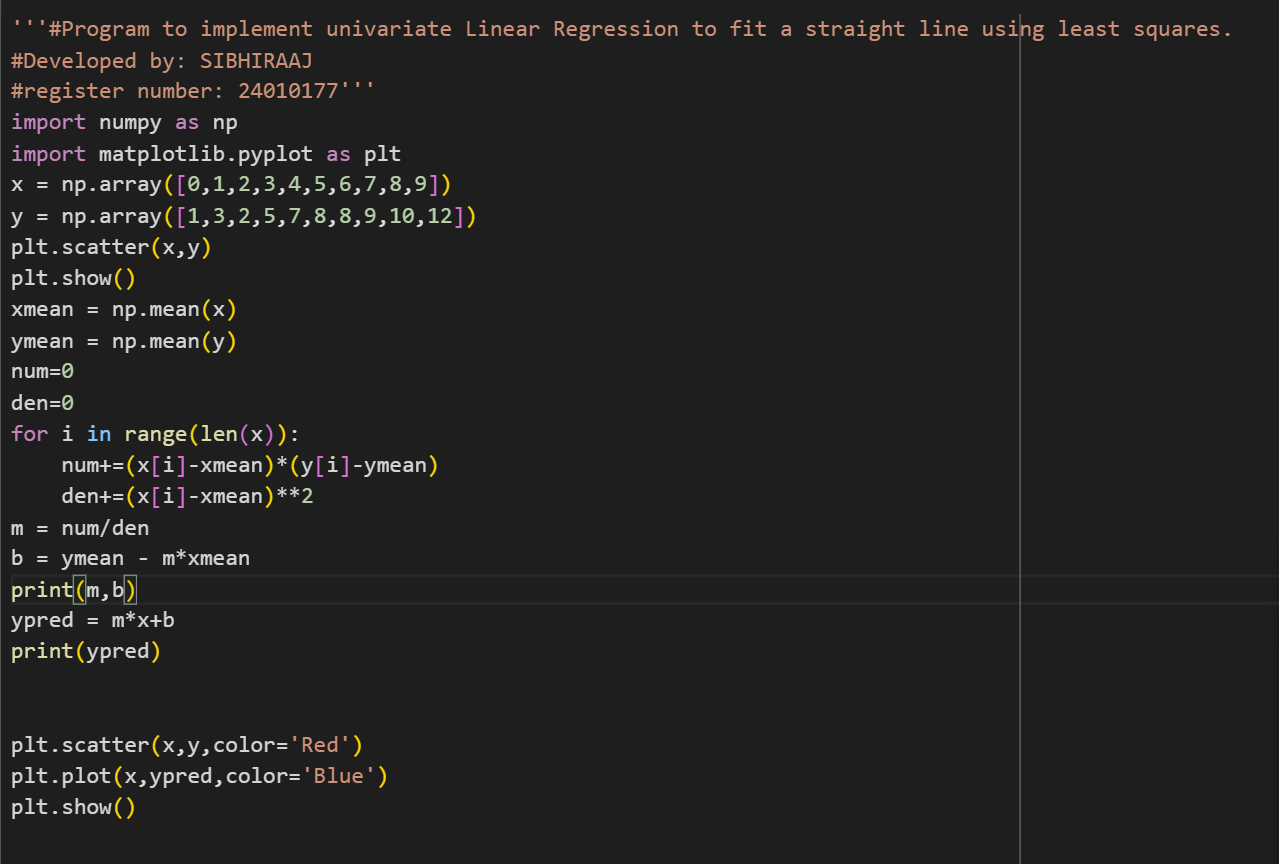 '''#Program to implement univariate Linear Regression to fit a straight line using least squares.
#Developed by: SIBHIRAAJ
#register number: 24010177'''
import numpy as np
import matplotlib.pyplot as plt
x = np.array([0,1,2,3,4,5,6,7,8,9])
y = np.array([1,3,2,5,7,8,8,9,10,12])
plt.scatter(x,y)
plt.show()
xmean = np.mean(x)
ymean = np.mean(y)
num=0
den=0
for i in range(len(x)):
    num+=(x[i]-xmean)*(y[i]-ymean)
    den+=(x[i]-xmean)**2
m = num/den
b = ymean - m*xmean
print(m,b)
ypred = m*x+b
print(ypred)
plt.scatter(x,y,color='Red')
plt.plot(x,ypred,color='Blue')
plt.show()